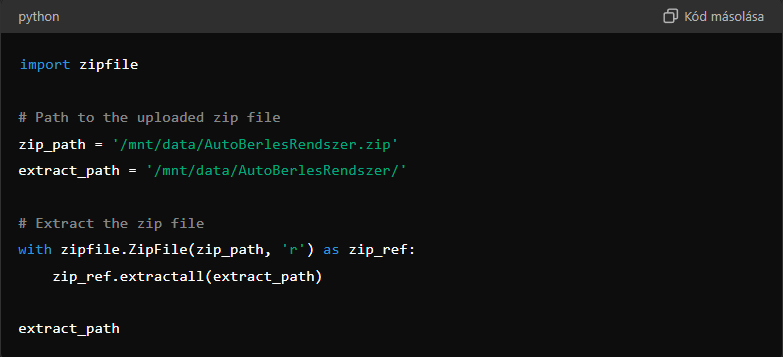 python
Kód másolása
import zipfile
# Path to the uploaded zip file
zip_path = '/mnt/data/AutoBerlesRendszer.zip'
extract_path = '/mnt/data/AutoBerlesRendszer/'
# Extract the zip file
with zipfile.ZipFile(zip_path, 'r') as zip_ref:
    zip_ref.extractall(extract_path)
extract_path